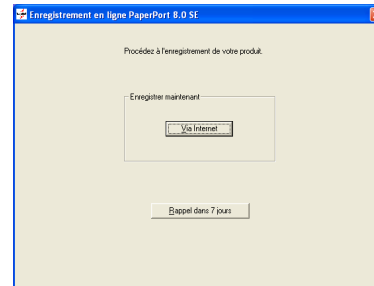 Enregistrement en ligne PaperPort 8.0 SE
Procédez à l'enregistrement de votre produit.
Enregistrer maintenant
Via Internet
Rappel dans 7 jours